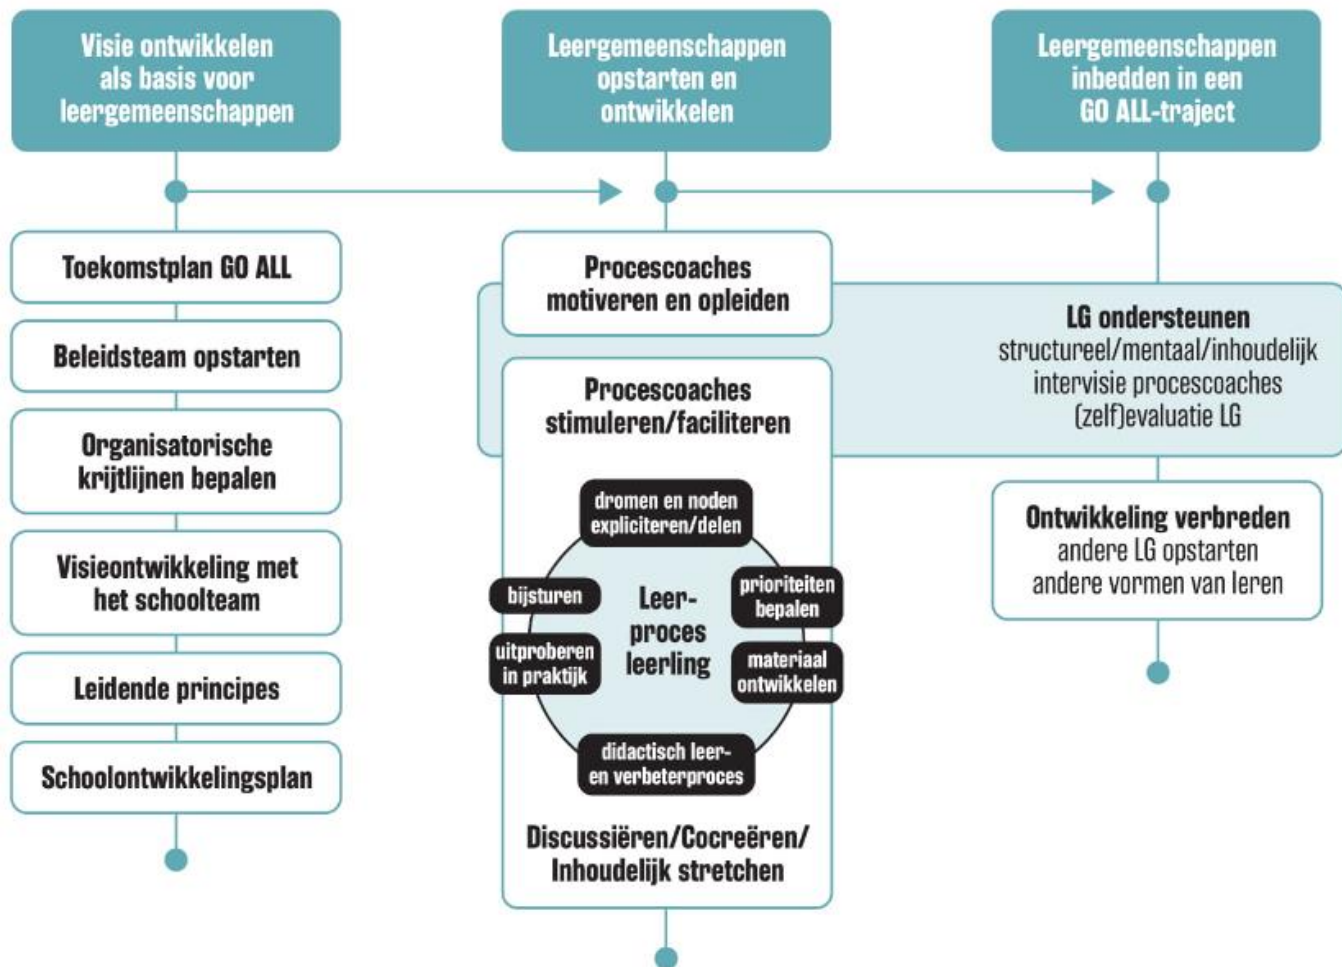 Visie ontwikkelen
als basis voor
leergemeenschappen
Toekomstplan GO ALL
Beleidsteam opstarten
Organisatorische
krijtlijnen bepalen
Visieontwikkeling met
het schoolteam
Leidende principes
Schoolontwikkelingsplan
Leergemeenschappen
opstarten en
ontwikkelen
Procescoaches
motiveren en opleiden
Procescoaches
stimuleren/faciliteren
dromen en noden
expliciteren/delen
prioriteiten
bepalen
materiaal
ontwikkelen
didactisch leer-
en verbeterproces
uitproberen
in praktijk
bijsturen
Leer-
proces
leerling
Discussiëren/Cocreëren/
Inhoudelijk stretchen
Leergemeenschappen
inbedden in een
GO ALL-traject
LG ondersteunen
structureel/mentaal/inhoudelijk
intervisie procescoaches
(zelf)evaluatie LG
Ontwikkeling verbreden
andere LG opstarten
andere vormen van leren